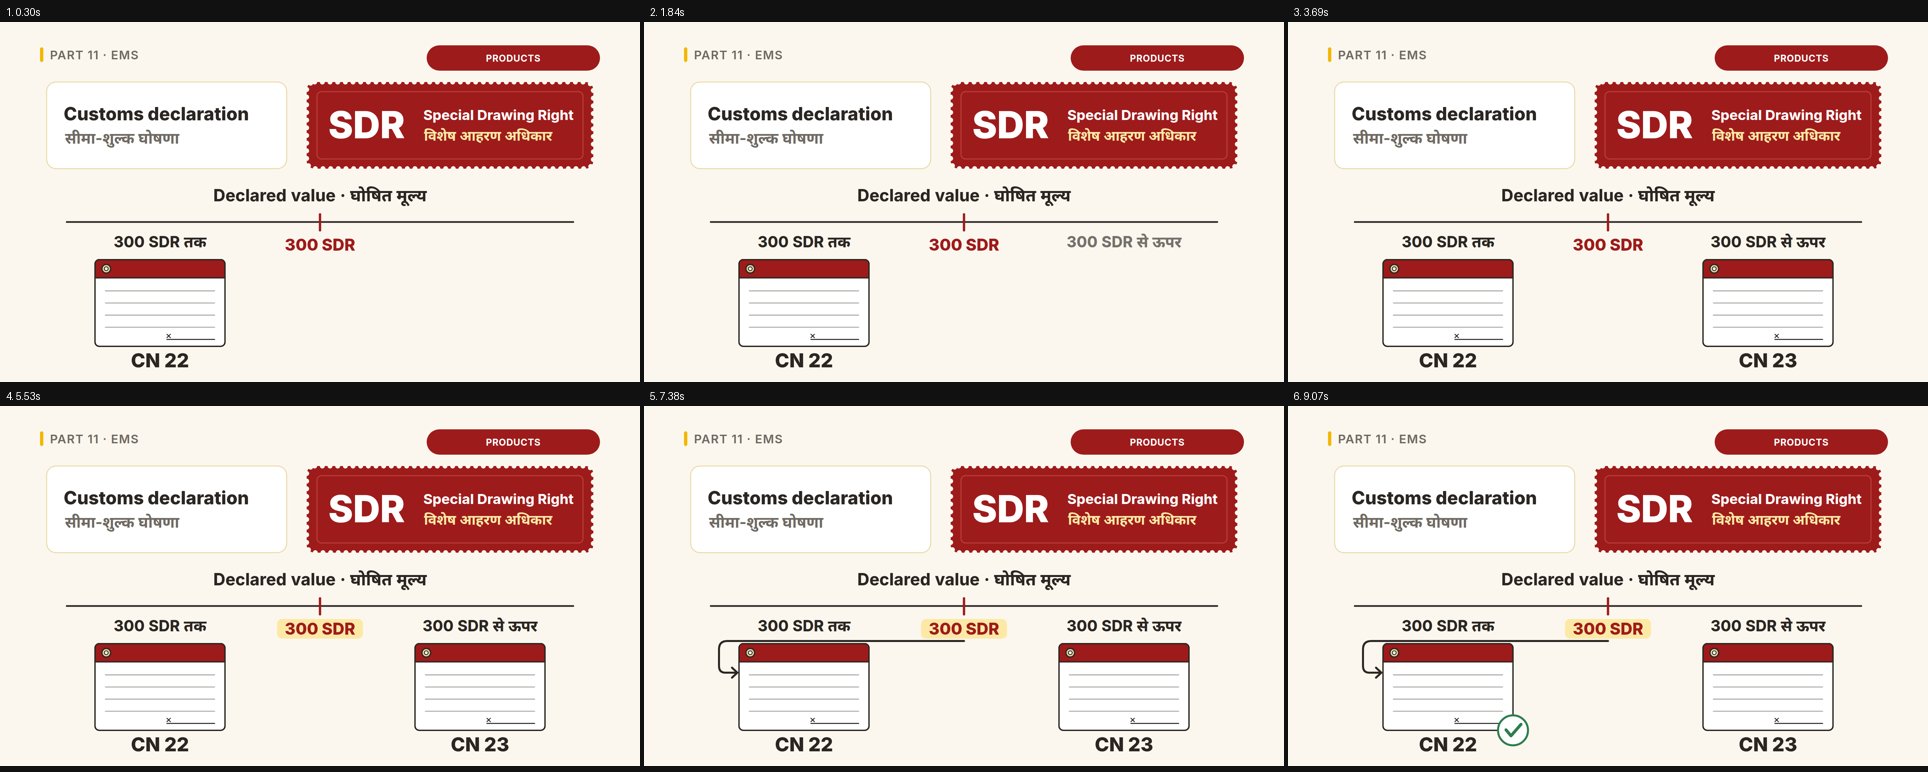 1. 0.30s
PART 11 · EMS
PRODUCTS
Customs declaration
सीमा-शुल्क घोषणा
SDR
Special Drawing Right
विशेष आहरण अधिकार
Declared value · घोषित मूल्य
300 SDR तक
300 SDR
CN 22
2. 1.84s
PART 11 · EMS
PRODUCTS
Customs declaration
सीमा-शुल्क घोषणा
SDR
Special Drawing Right
विशेष आहरण अधिकार
Declared value · घोषित मूल्य
300 SDR तक
300 SDR
300 SDR से ऊपर
CN 22
3. 3.69s
PART 11 · EMS
PRODUCTS
Customs declaration
सीमा-शुल्क घोषणा
SDR
Special Drawing Right
विशेष आहरण अधिकार
Declared value · घोषित मूल्य
300 SDR तक
300 SDR
300 SDR से ऊपर
CN 22
CN 23
4. 5.53s
PART 11 · EMS
PRODUCTS
Customs declaration
सीमा-शुल्क घोषणा
SDR
Special Drawing Right
विशेष आहरण अधिकार
Declared value · घोषित मूल्य
300 SDR तक
300 SDR
300 SDR से ऊपर
CN 22
CN 23
5. 7.38s
PART 11 · EMS
PRODUCTS
Customs declaration
सीमा-शुल्क घोषणा
SDR
Special Drawing Right
विशेष आहरण अधिकार
Declared value · घोषित मूल्य
300 SDR तक
300 SDR
300 SDR से ऊपर
CN 22
CN 23
6. 9.07s
PART 11 · EMS
PRODUCTS
Customs declaration
सीमा-शुल्क घोषणा
SDR
Special Drawing Right
विशेष आहरण अधिकार
Declared value · घोषित मूल्य
300 SDR तक
300 SDR
300 SDR से ऊपर
CN 22
CN 23